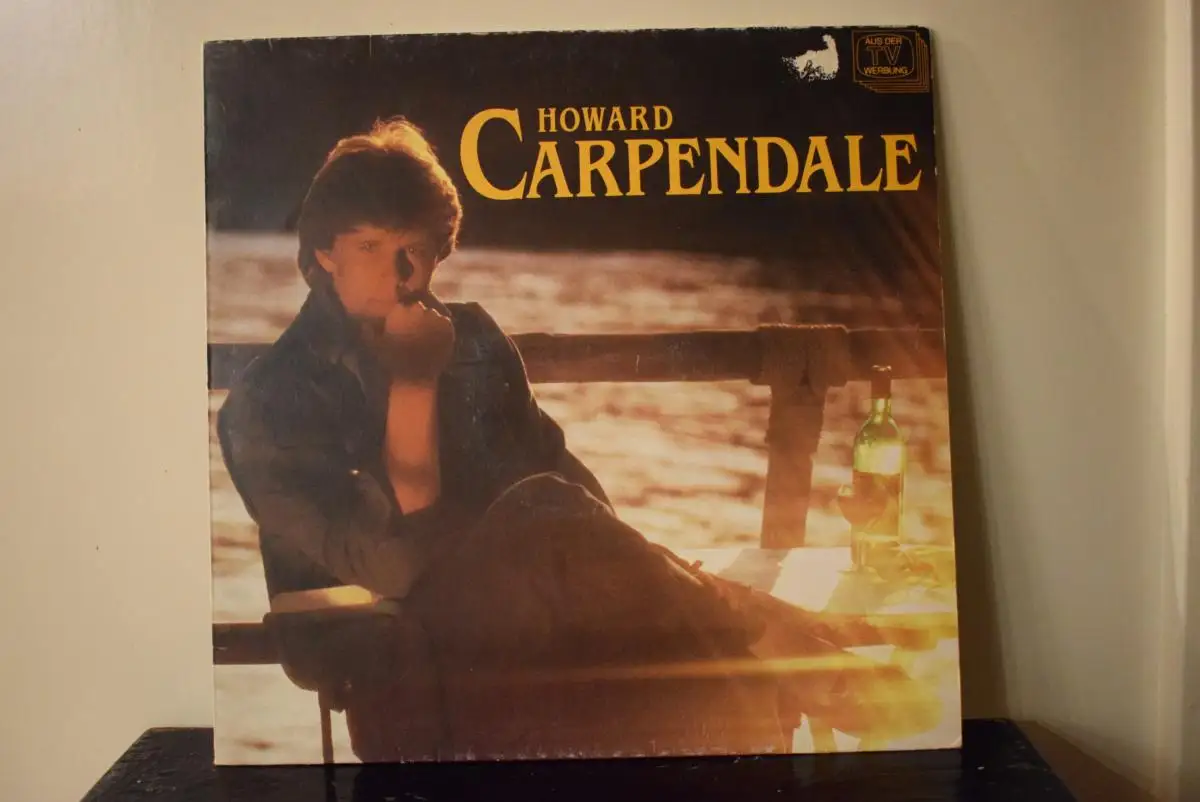 AUS DER
TV
WERBUNG
HOWARD
CARPENDALE